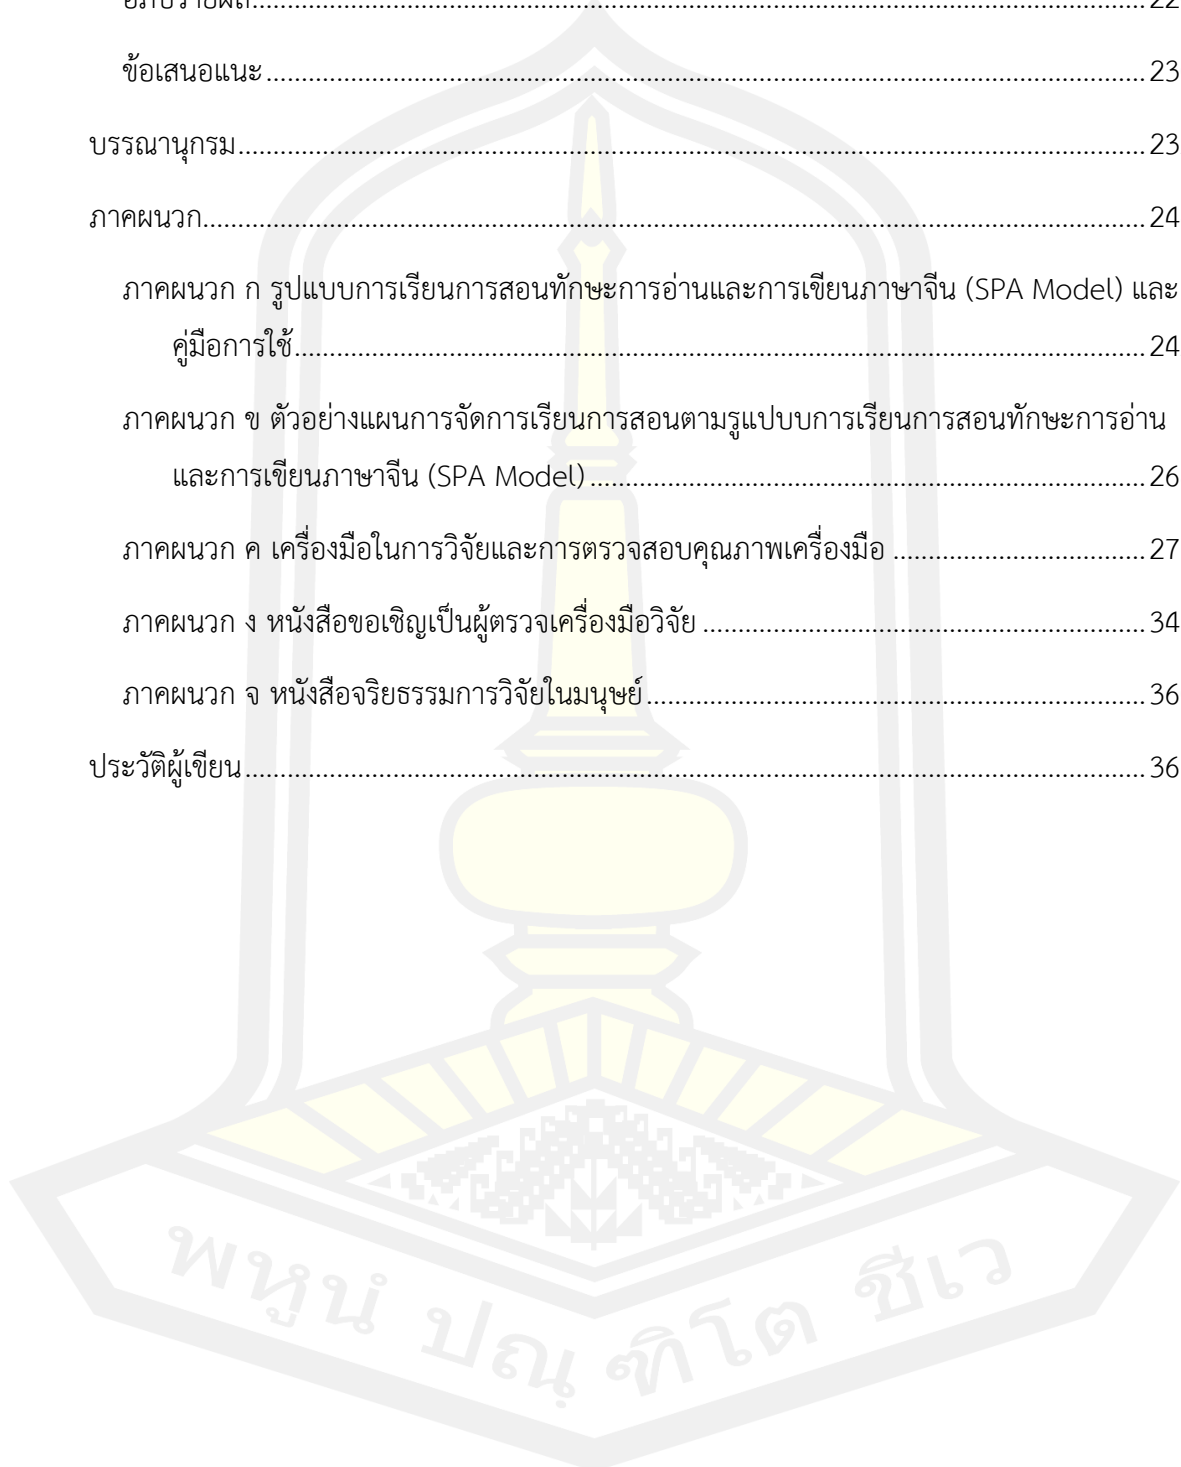 อภิปรายผล........................................................................................................................................22
ข้อเสนอแนะ....................................................................................................................................23
บรรณานุกรม........................................................................................................................................23
ภาคผนวก..............................................................................................................................................24
ภาคผนวก ก รูปแบบการเรียนการสอนทักษะการอ่านและการเขียนภาษาจีน (SPA Model) และ
คู่มือการใช้.........................................................................................................................24
ภาคผนวก ข ตัวอย่างแผนการจัดการเรียนการสอนตามรูแปบบการเรียนการสอนทักษะการอ่าน
และการเขียนภาษาจีน (SPA Model)................................................................................26
ภาคผนวก ค เครื่องมือในการวิจัยและการตรวจสอบคุณภาพเครื่องมือ....................................27
ภาคผนวก ง หนังสือขอเชิญเป็นผู้ตรวจเครื่องมือวิจัย................................................................34
ภาคผนวก จ หนังสือจริยธรรมการวิจัยในมนุษย์........................................................................36
ประวัติผู้เขียน.......................................................................................................................................36
พหูนํ ปณฺฑิโต ชีเว